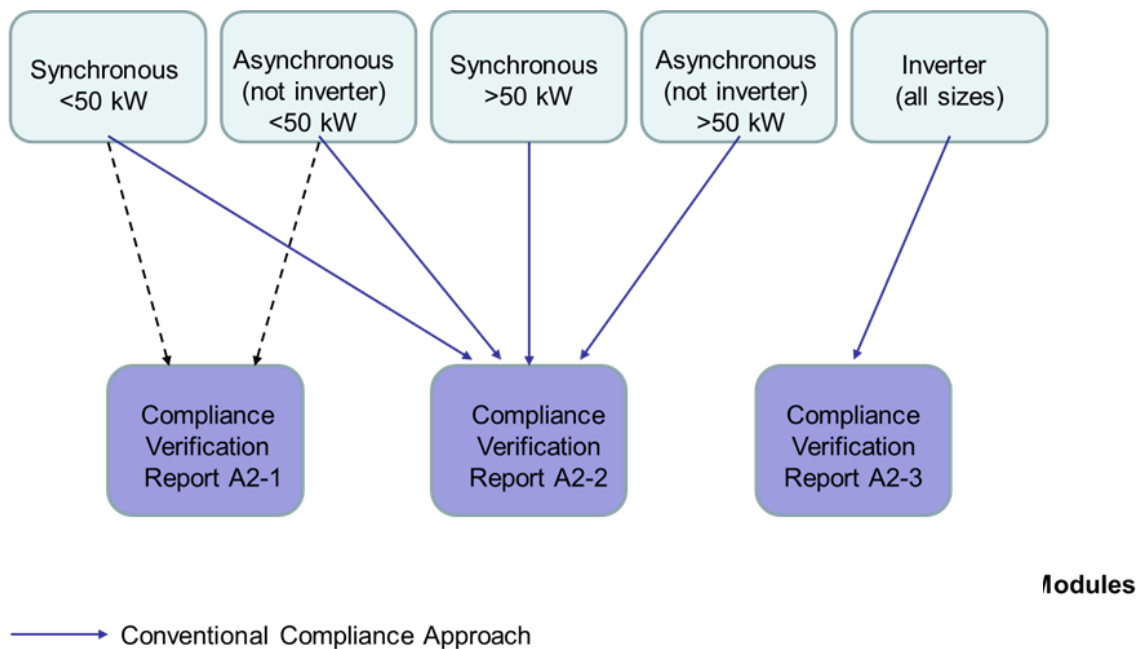 Synchronous
<50 kW
Asynchronous
(not inverter)
<50 kW
Synchronous
>50 kW
Asynchronous
(not inverter)
>50 kW
Inverter
(all sizes)
Compliance
Verification
Report A2-1
Compliance
Verification
Report A2-2
Compliance
Verification
Report A2-3
Conventional Compliance Approach